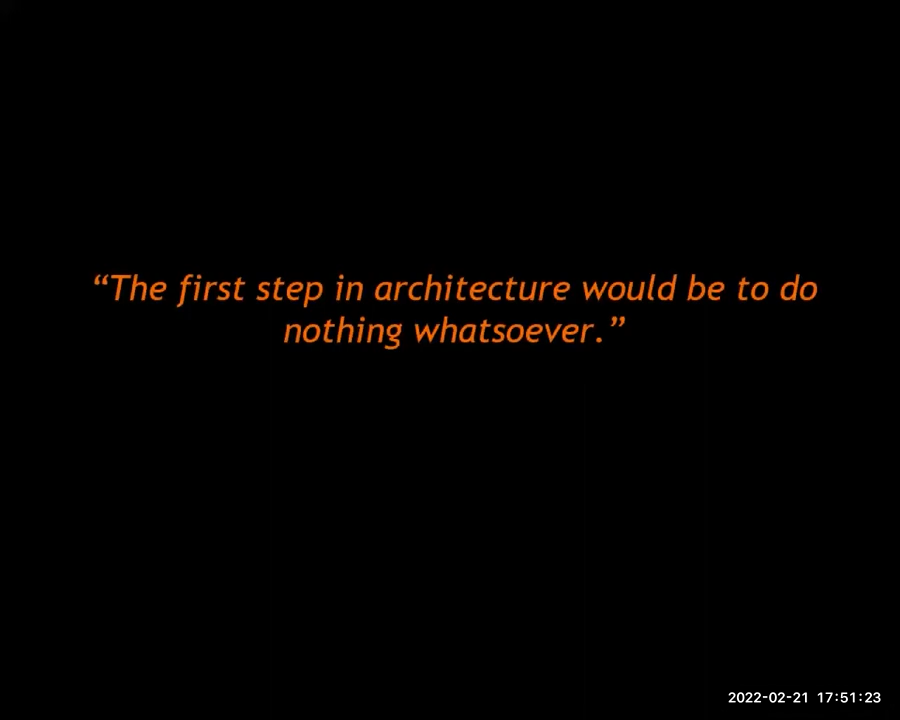 “The first step in architecture would be to do
nothing whatsoever.”
2022-02-21 17:51:23